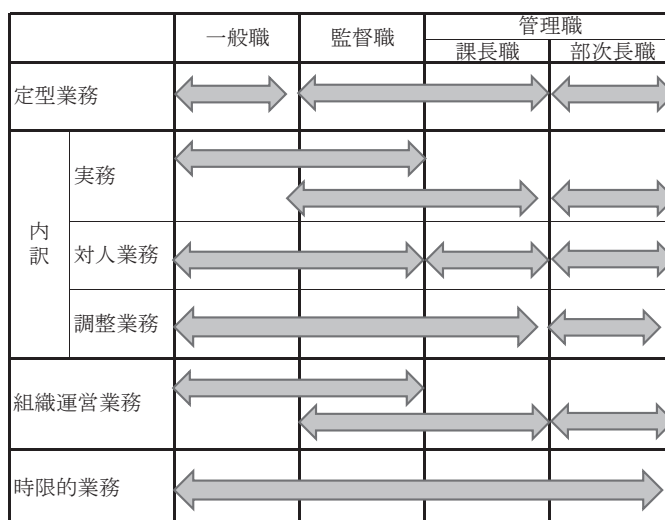 一般職
監督職
管理職
課長職
部次長職
定型業務
内訳
実務
対人業務
調整業務
組織運営業務
時限的業務